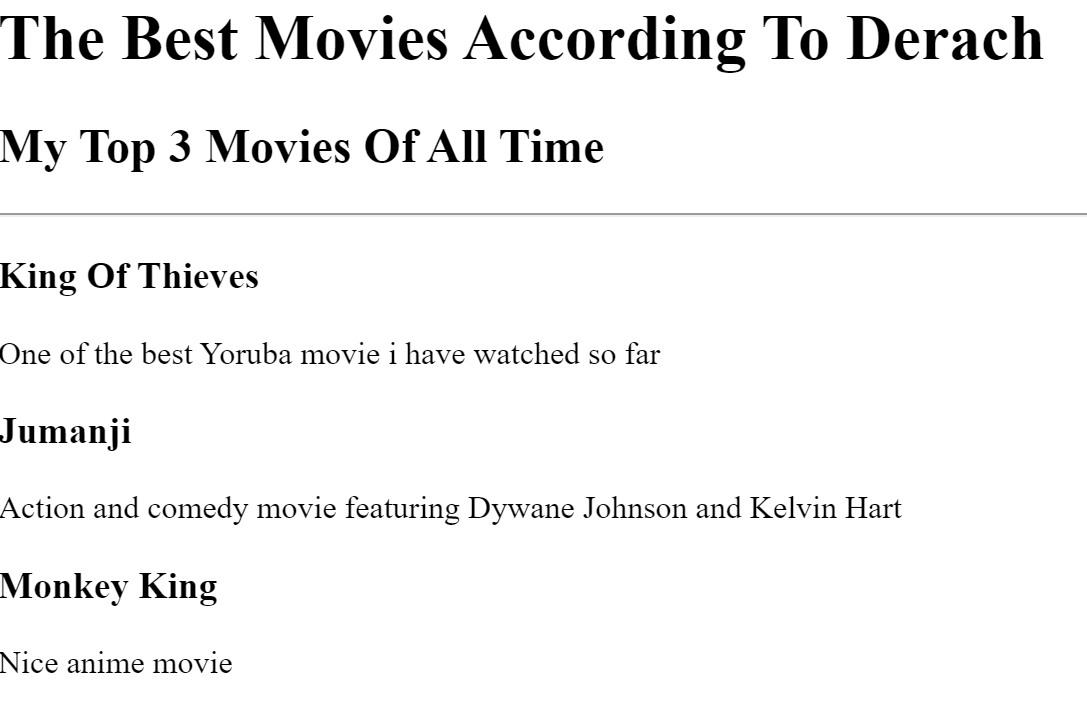 The Best Movies According To Derach
My Top 3 Movies Of All Time
King Of Thieves
One of the best Yoruba movie i have watched so far
Jumanji
Action and comedy movie featuring Dywane Johnson and Kelvin Hart
Monkey King
Nice anime movie